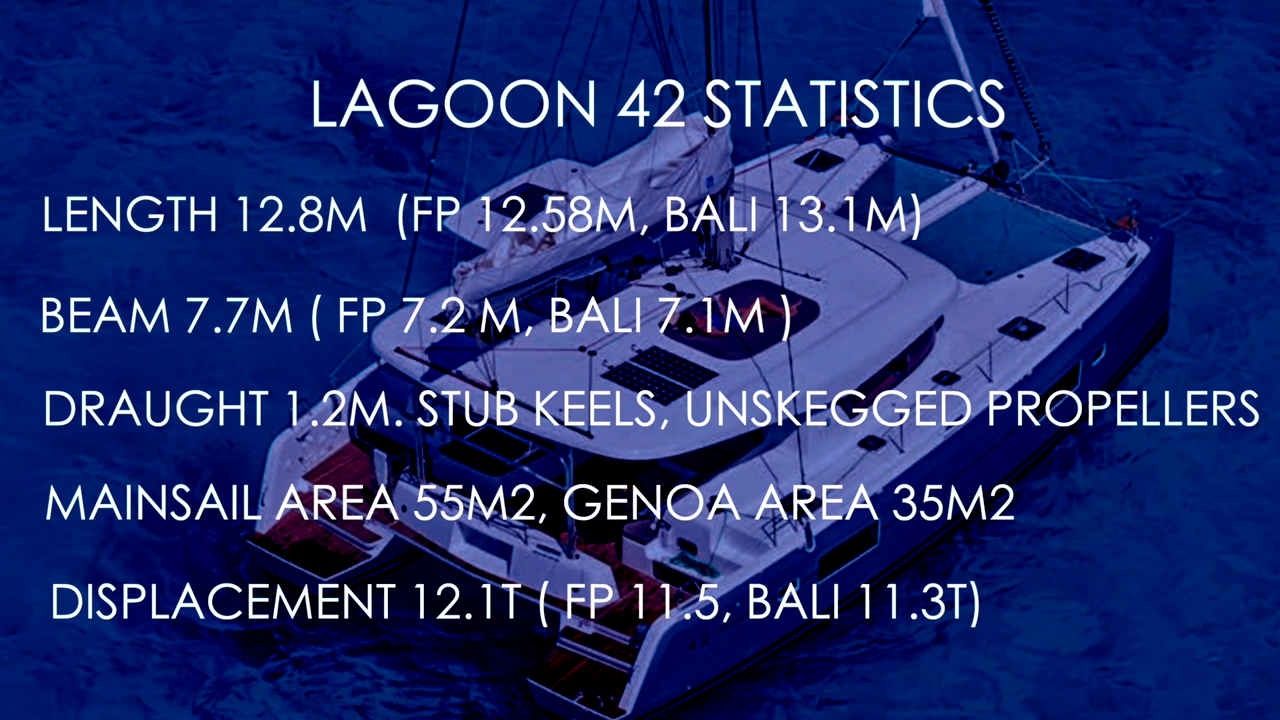 LAGOON 42 STATISTICS
LENGTH 12.8M (FP 12.58M, BALI 13.1M)
BEAM 7.7M ( FP 7.2 M, BALI 7.1M )
DRAUGHT 1.2M. STUB KEELS, UNSKEGGED PROPELLERS
MAINSAIL AREA 55M2, GENOA AREA 35M2
DISPLACEMENT 12.1T ( FP 11.5, BALI 11.3T)